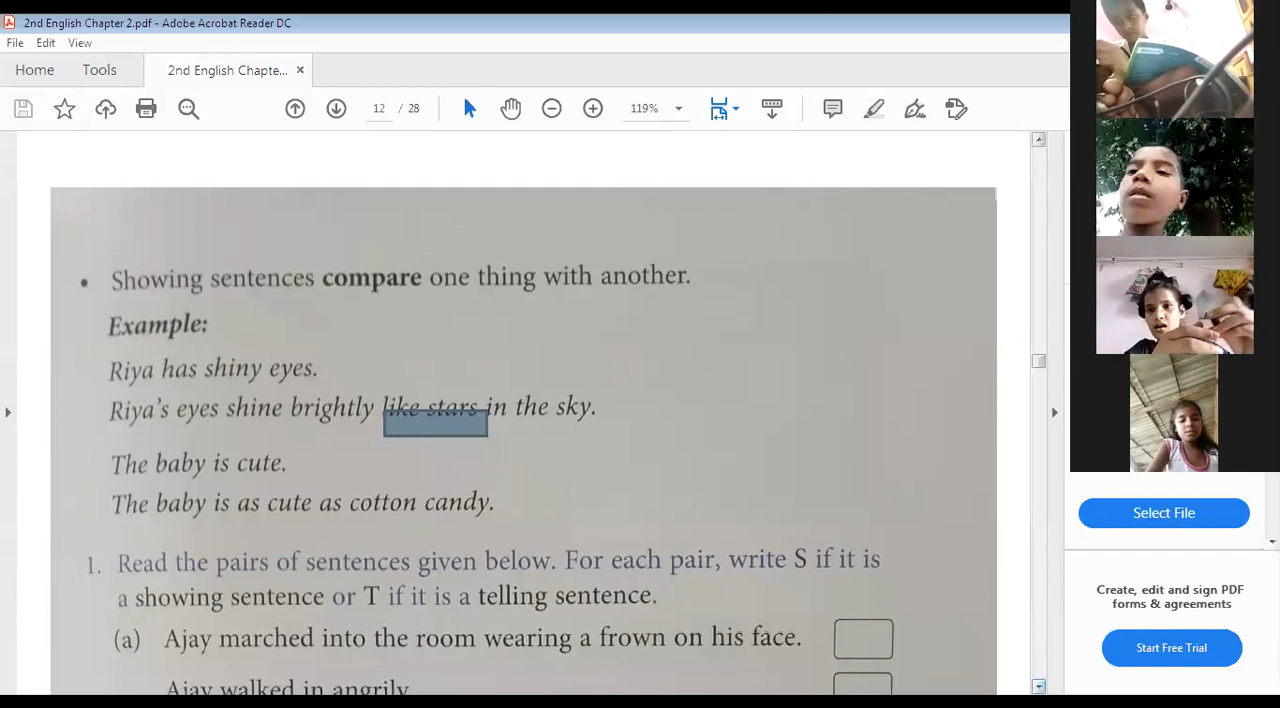 2nd English Chapter 2.pdf - Adobe Acrobat Reader DC
File Edit View
Home Tools 2nd English Chapte... ×
12 / 28 119%
• Showing sentences compare one thing with another.
Example:
Riya has shiny eyes.
Riya's eyes shine brightly like stars in the sky.
The baby is cute.
The baby is as cute as cotton candy.
1. Read the pairs of sentences given below. For each pair, write S if it is
a showing sentence or T if it is a telling sentence.
(a) Ajay marched into the room wearing a frown on his face.
Ajay walked in angrily
Select File
Create, edit and sign PDF
forms & agreements
Start Free Trial